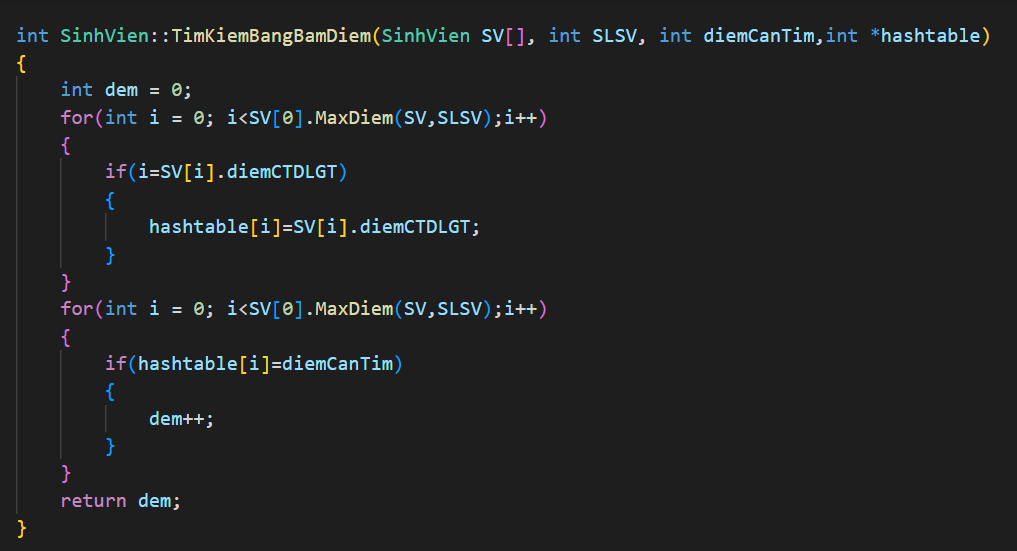 int SinhVien::TimKiemBangBamDiem(SinhVien SV[], int SLSV, int diemCanTim,int *hashtable)
{
    int dem = 0;
    for(int i = 0; i<SV[0].MaxDiem(SV,SLSV);i++)
    {
        if(i=SV[i].diemCTDLGT)
        {
            hashtable[i]=SV[i].diemCTDLGT;
        }
    }
    for(int i = 0; i<SV[0].MaxDiem(SV,SLSV);i++)
    {
        if(hashtable[i]=diemCanTim)
        {
            dem++;
        }
    }
    return dem;
}